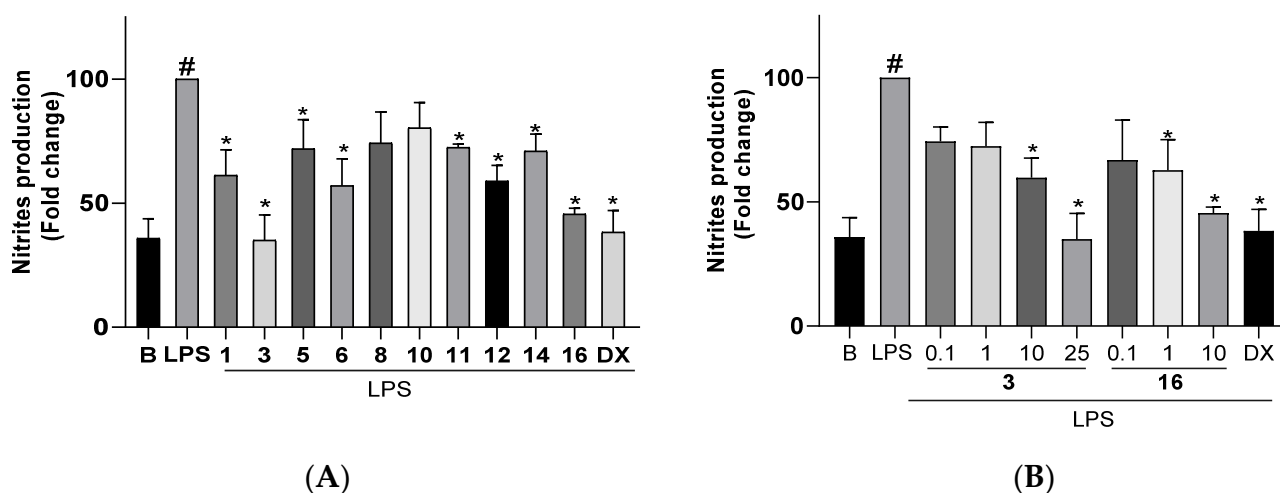 Nitrites production
(Fold change)
100
50
0
#
* * * * * * * * *
B LPS 1 3 5 6 8 10 11 12 14 16 DX
LPS
(A)
Nitrites production
(Fold change)
100
50
0
#
* * * * *
B LPS 0.1 1 10 25 0.1 1 10 DX
3 16
LPS
(B)